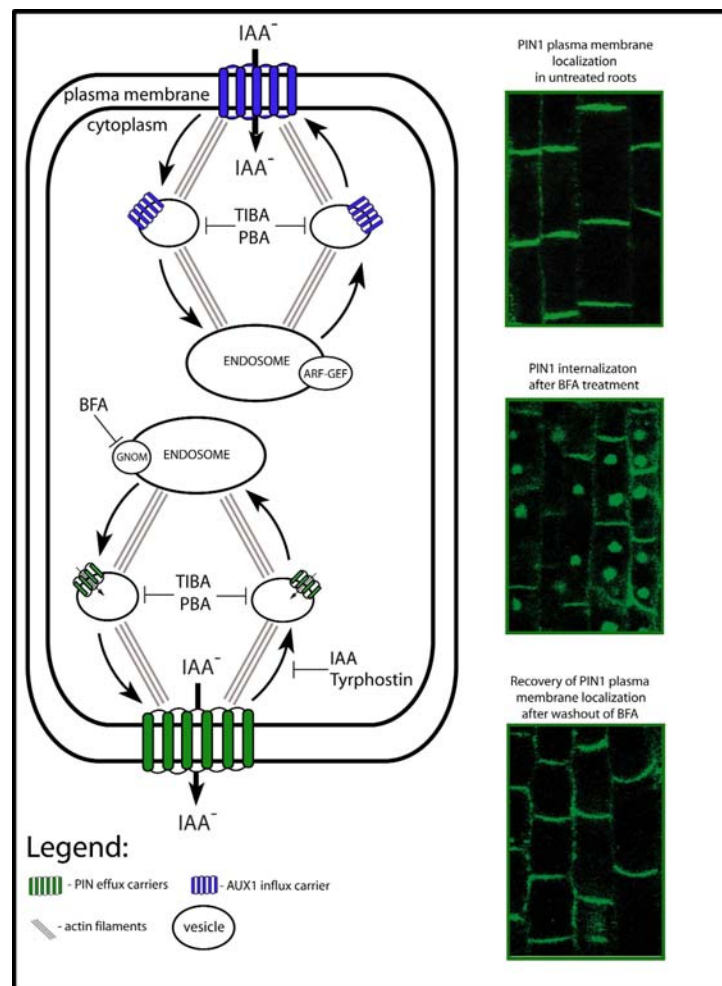 IAA⁻
plasma membrane
cytoplasm
IAA⁻
TIBA
PBA
ENDOSOME
ARF-GEF
BFA
GNOM
ENDOSOME
TIBA
PBA
IAA⁻
IAA
Tyrphostin
IAA⁻
Legend:
- PIN effux carriers
- AUX1 influx carrier
- actin filaments
vesicle
PIN1 plasma membrane
localization
in untreated roots
PIN1 internalizaton
after BFA treatment
Recovery of PIN1 plasma
membrane localization
after washout of BFA